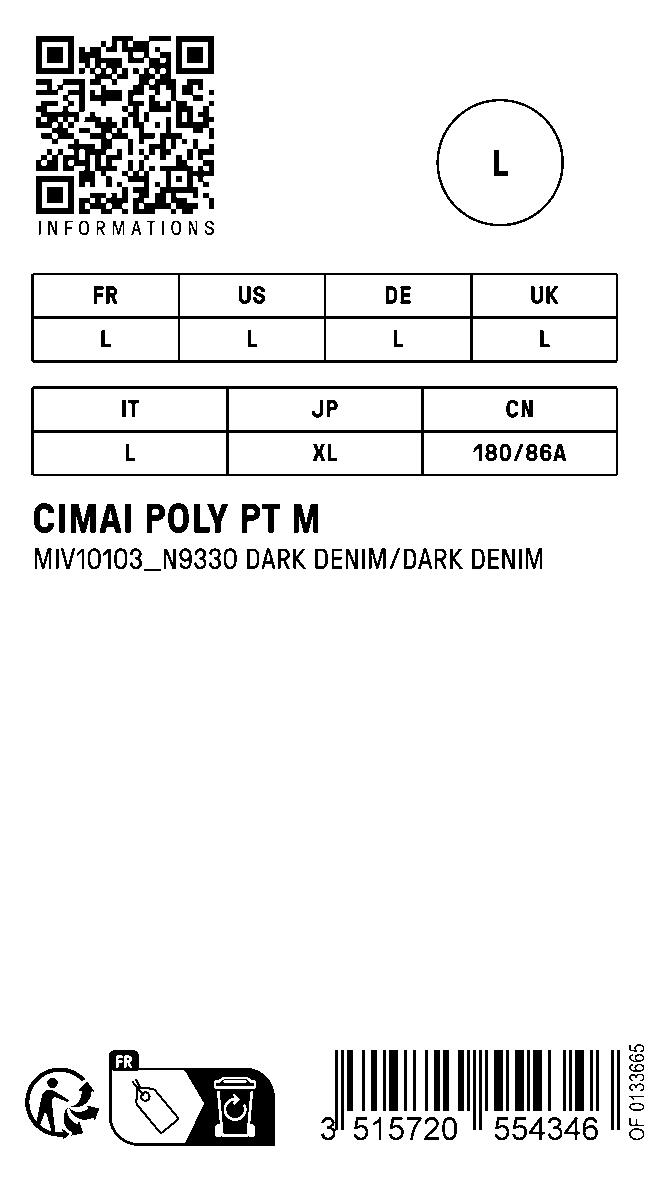 INFORMATIONS
L
FR US DE UK
L L L L
IT JP CN
L XL 180/86A
CIMAI POLY PT M
MIV10103_N9330 DARK DENIM/DARK DENIM
FR
3 515720 554346
OF 0133665